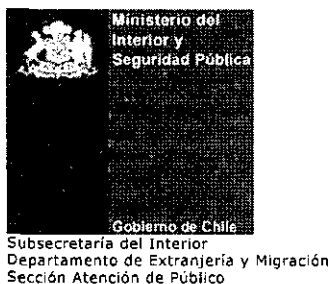 Ministerio del
Interior y
Seguridad Pública
Gobierno de Chile
Subsecretaría del Interior
Departamento de Extranjería y Migración
Sección Atención de Público